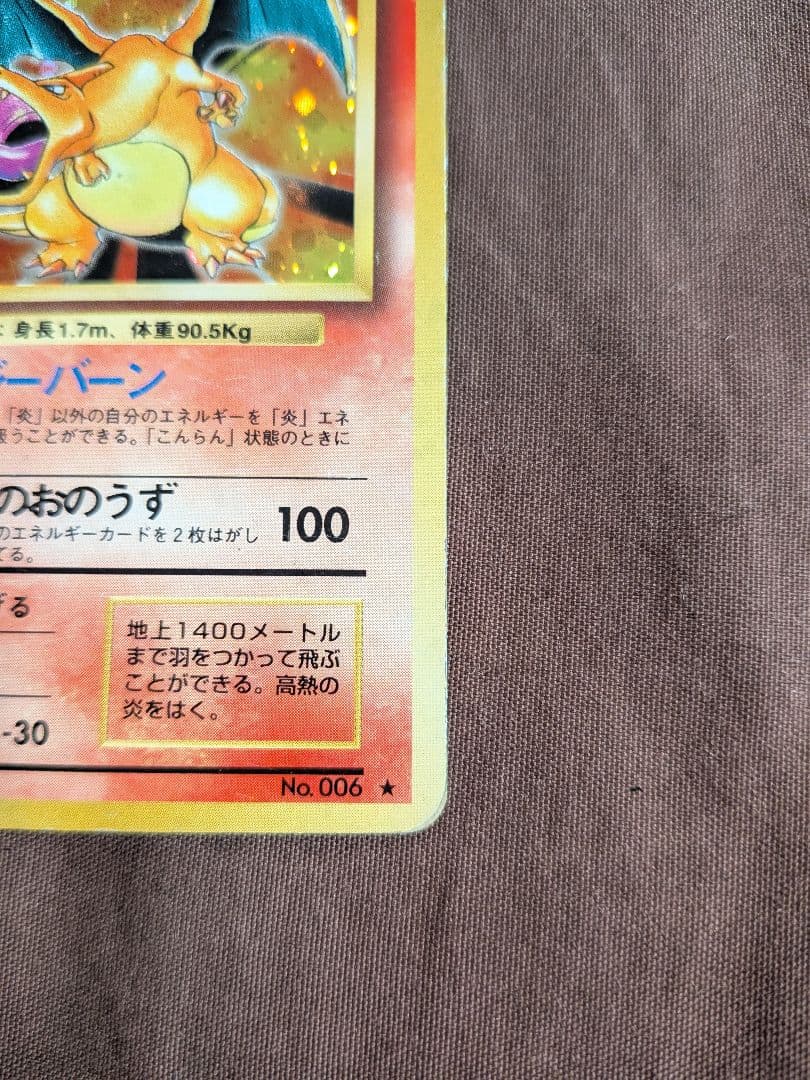 身長1.7m、体重90.5Kg
ーバーン
「炎」以外の自分のエネルギーを「炎」エネ
うことができる。「こんらん」状態のときに
のおのうず
100
のエネルギーカードを2枚はがし
てる。
げる
地上1400メートル
まで羽をつかって飛ぶ
ことができる。高熱の
炎をはく。
-30
No. 006 ★